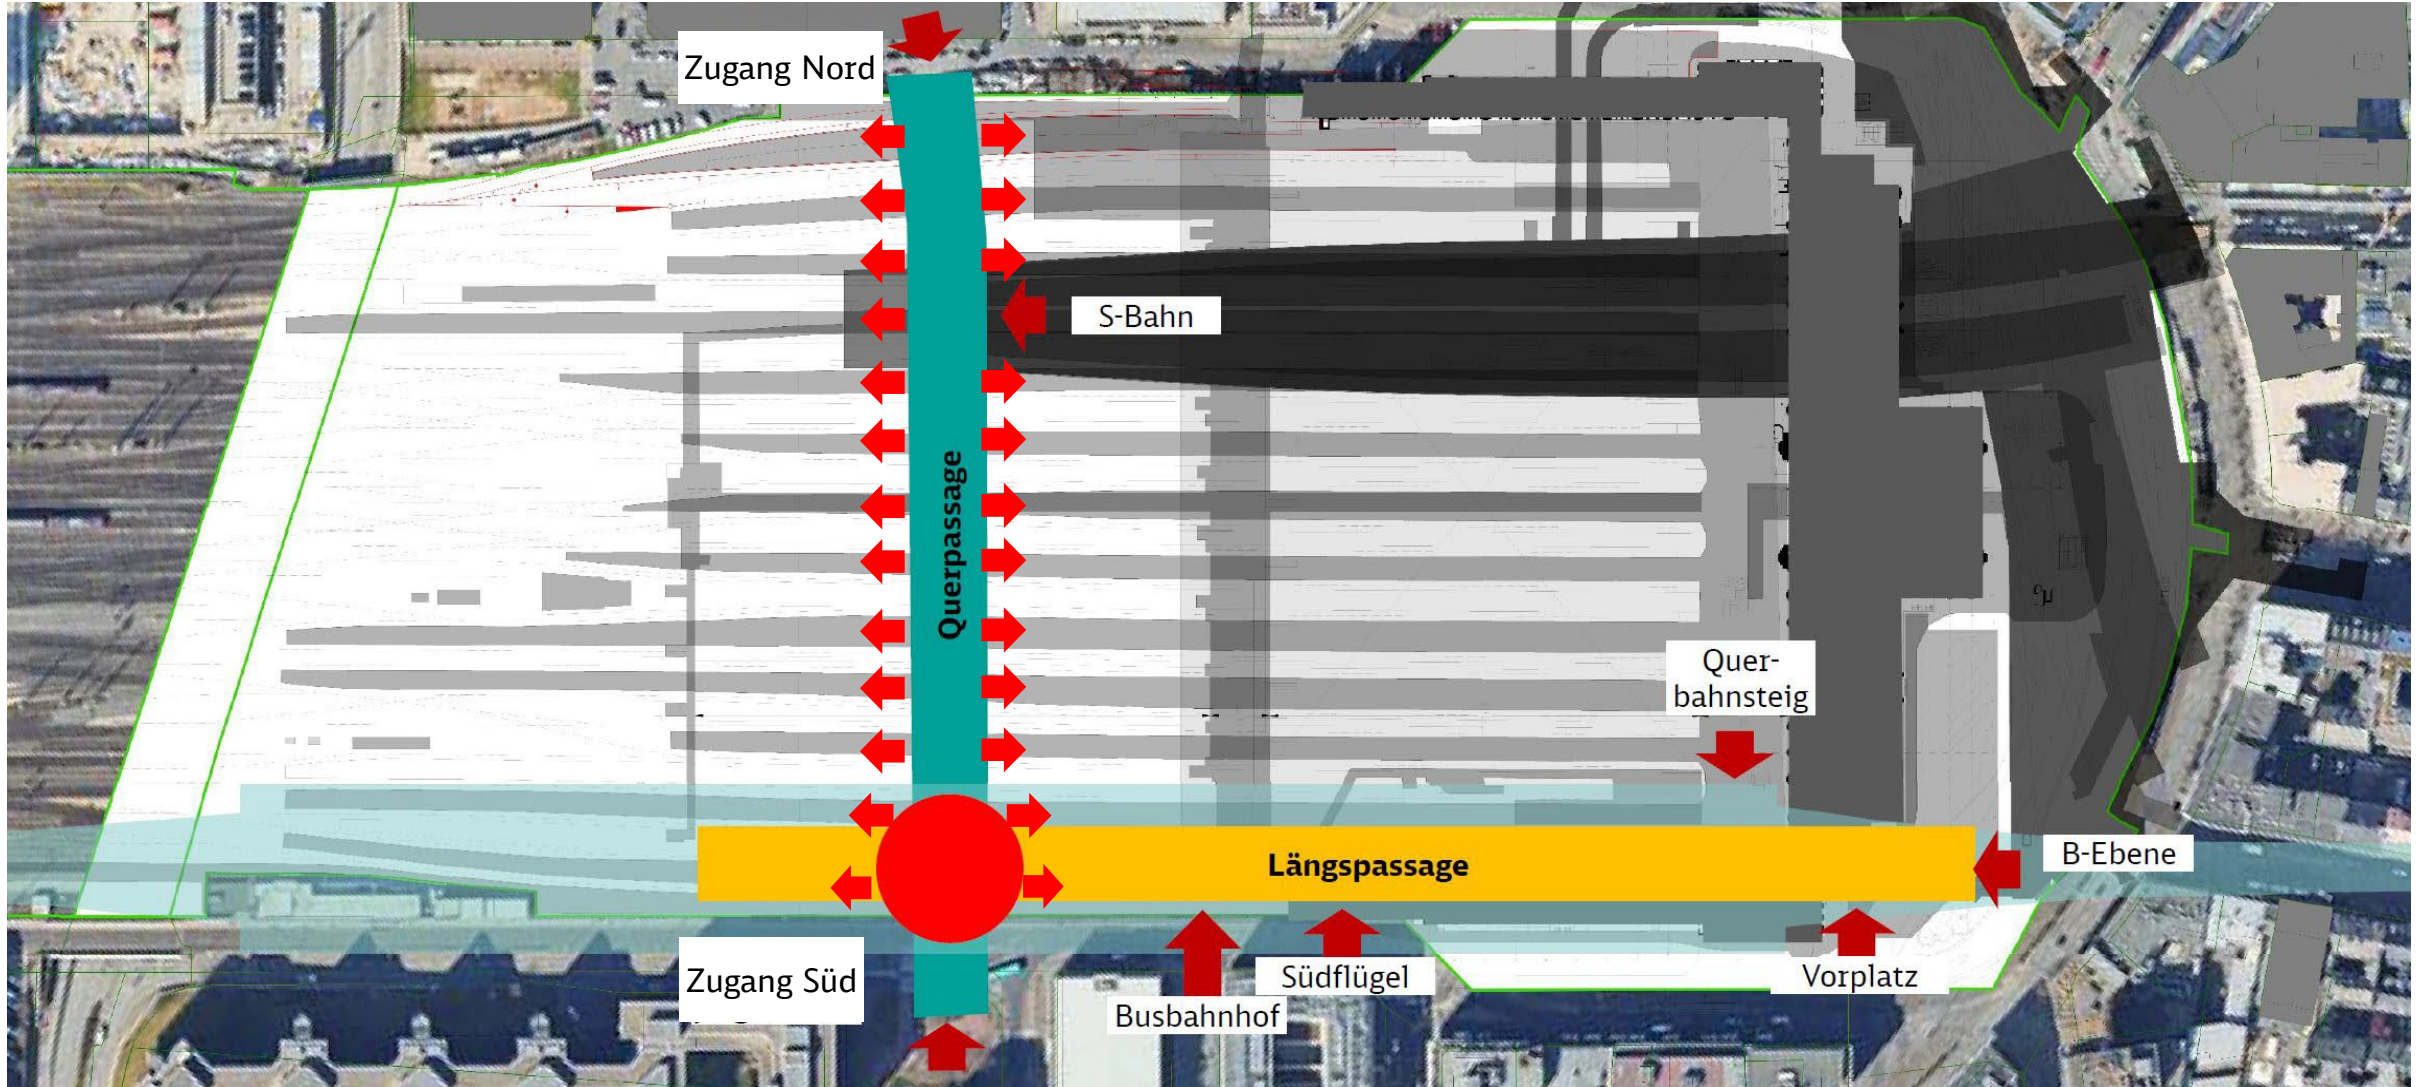 Zugang Nord
S-Bahn
Querpassage
Quer-
bahnsteig
Längspassage
B-Ebene
Zugang Süd
Busbahnhof
Südflügel
Vorplatz